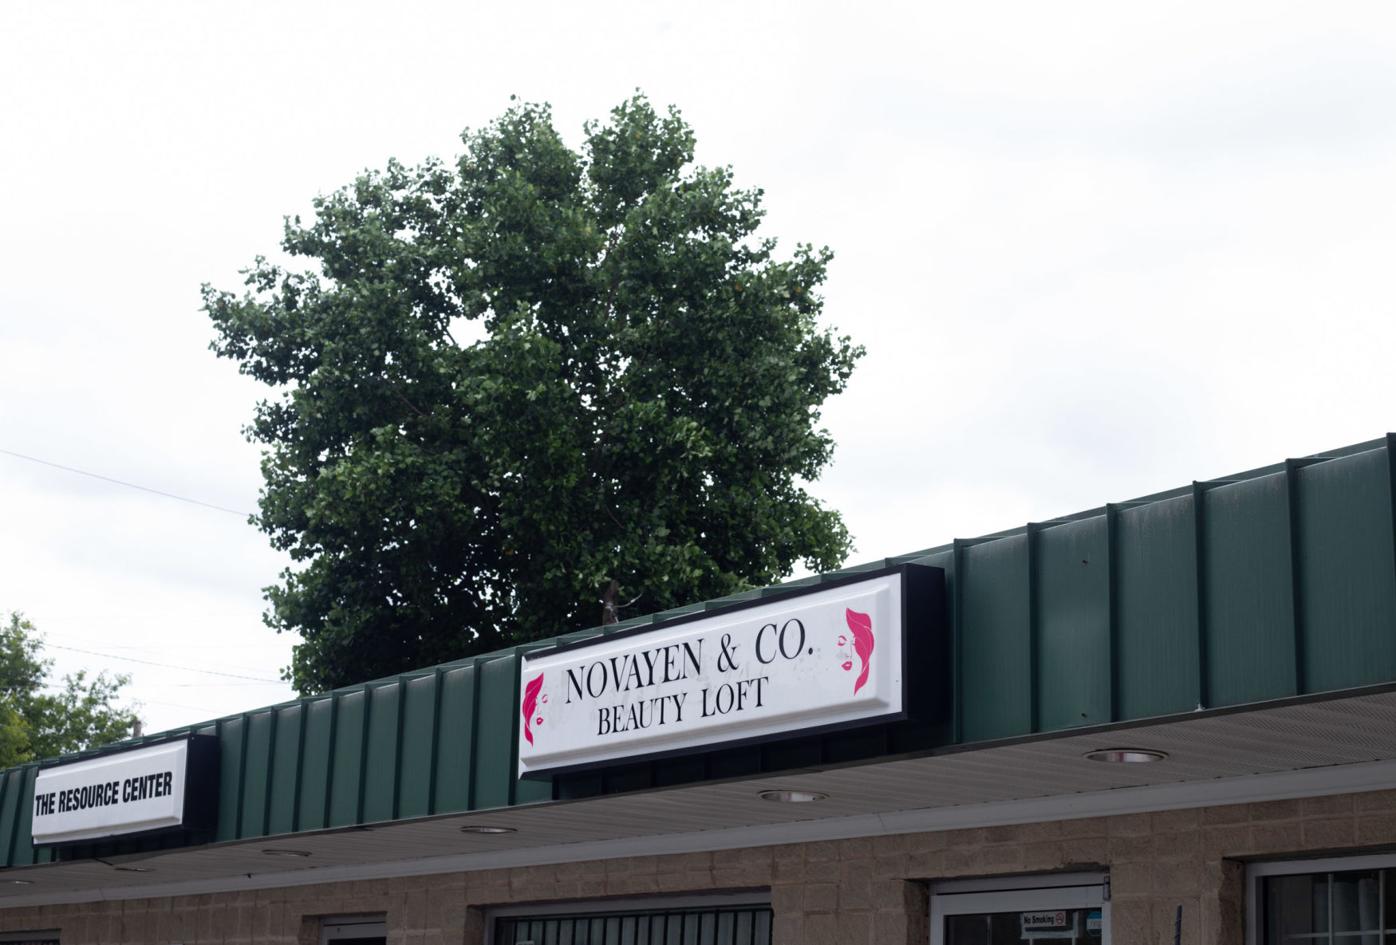 THE RESOURCE CENTER
NOVAYEN & CO.
BEAUTY LOFT
No Smoking